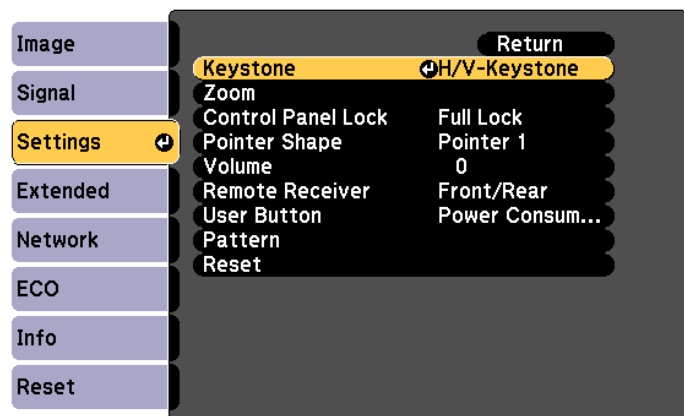 Image
Signal
Settings
Extended
Network
ECO
Info
Reset
Return
Keystone H/V-Keystone
Zoom
Control Panel Lock Full Lock
Pointer Shape Pointer 1
Volume 0
Remote Receiver Front/Rear
User Button Power Consum...
Pattern
Reset